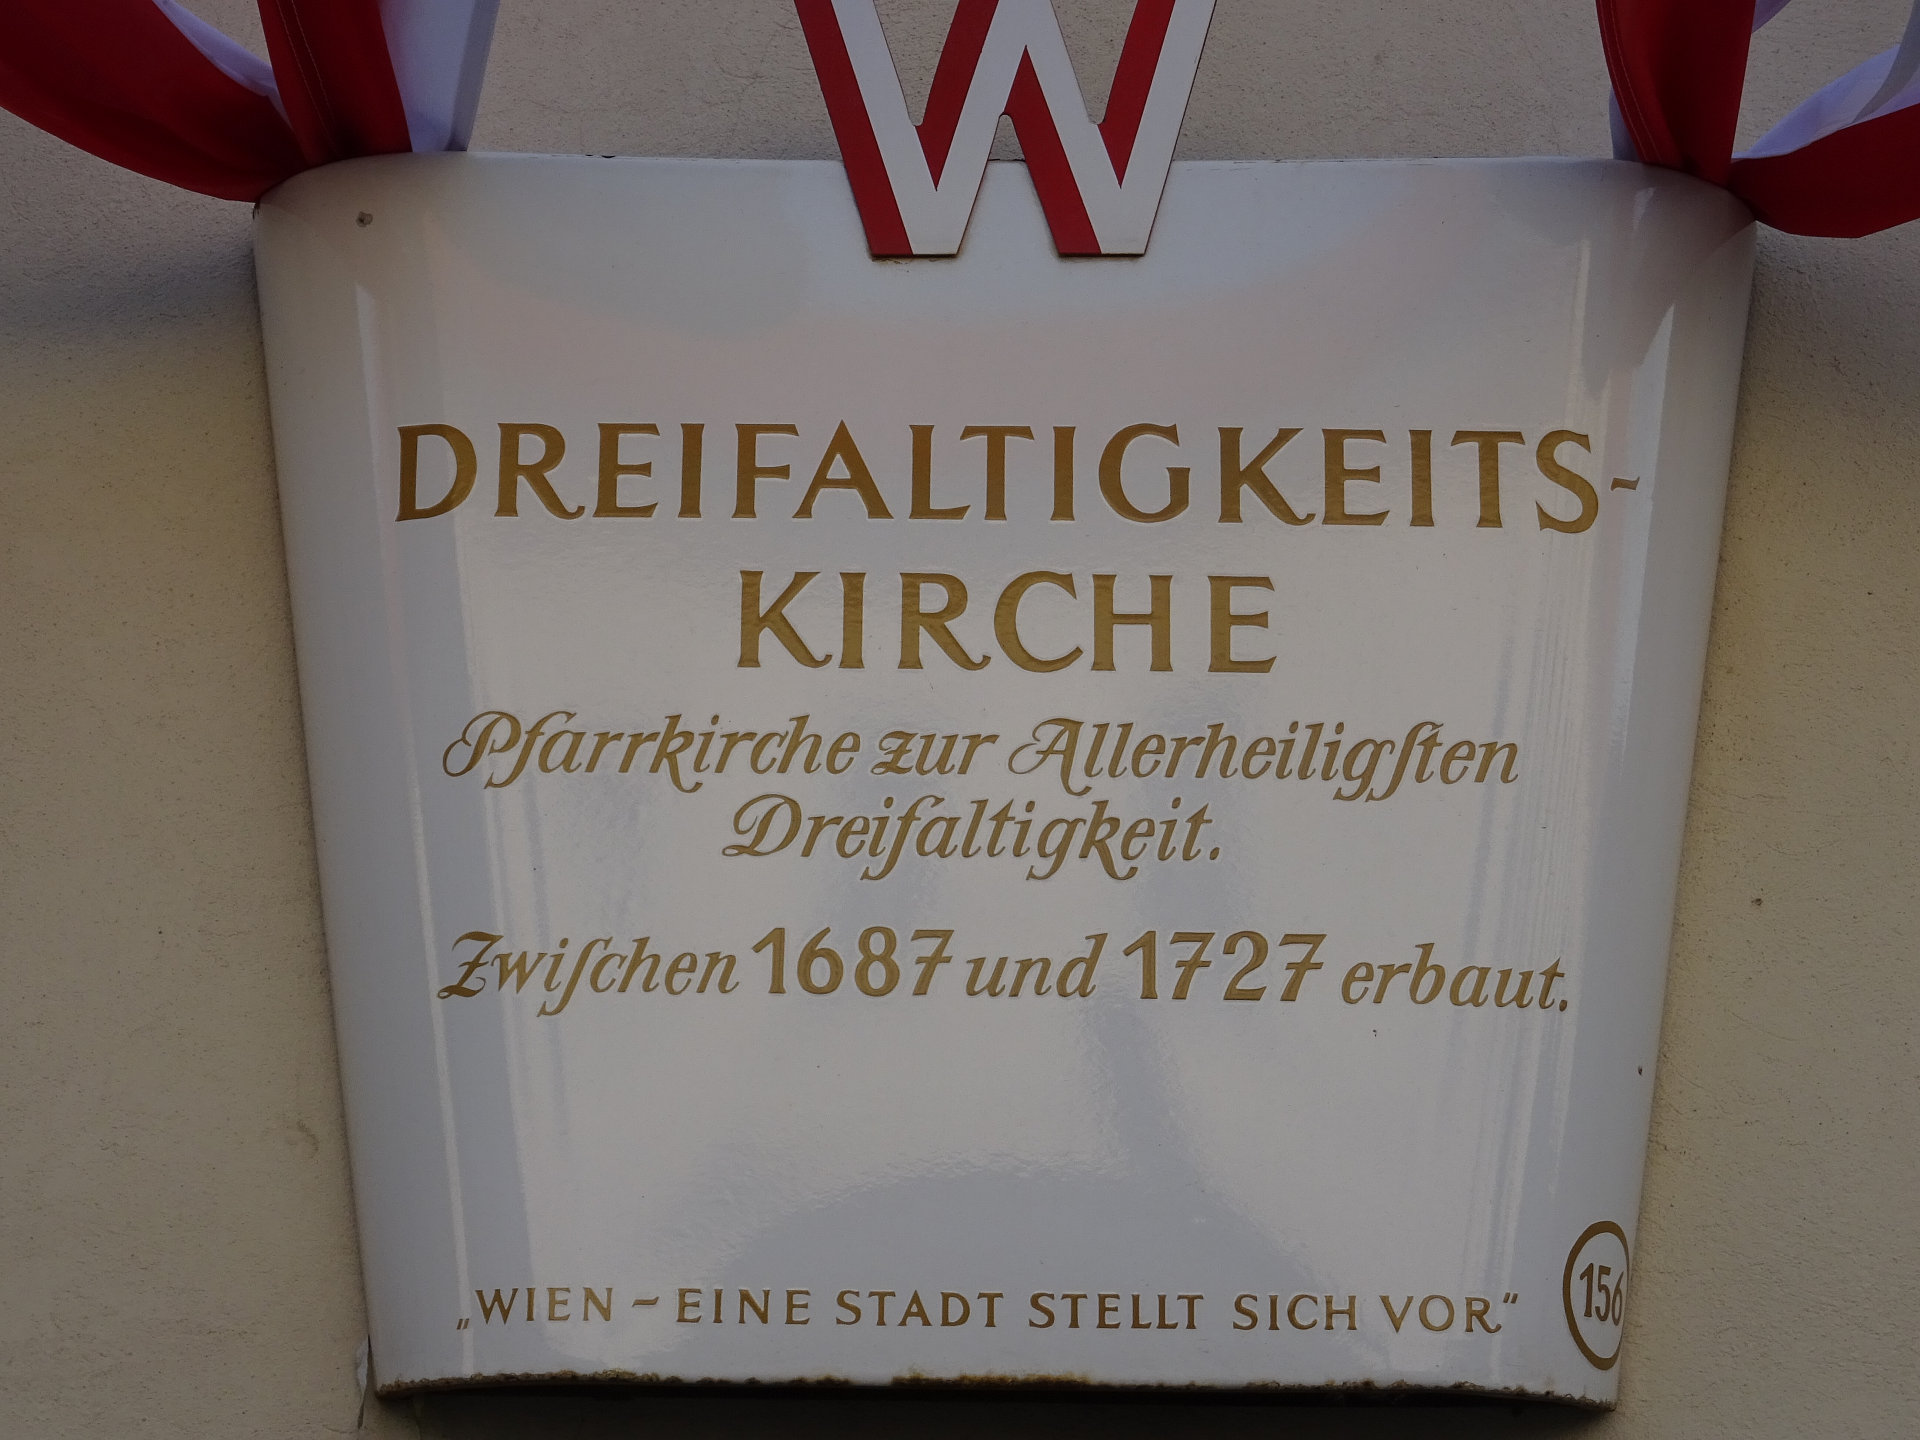 W
DREIFALTIGKEITS-
KIRCHE
Pfarrkirche zur Allerheiligſten
Dreifaltigkeit.
Zwiſchen 1687 und 1727 erbaut.
„WIEN – EINE STADT STELLT SICH VOR“
156